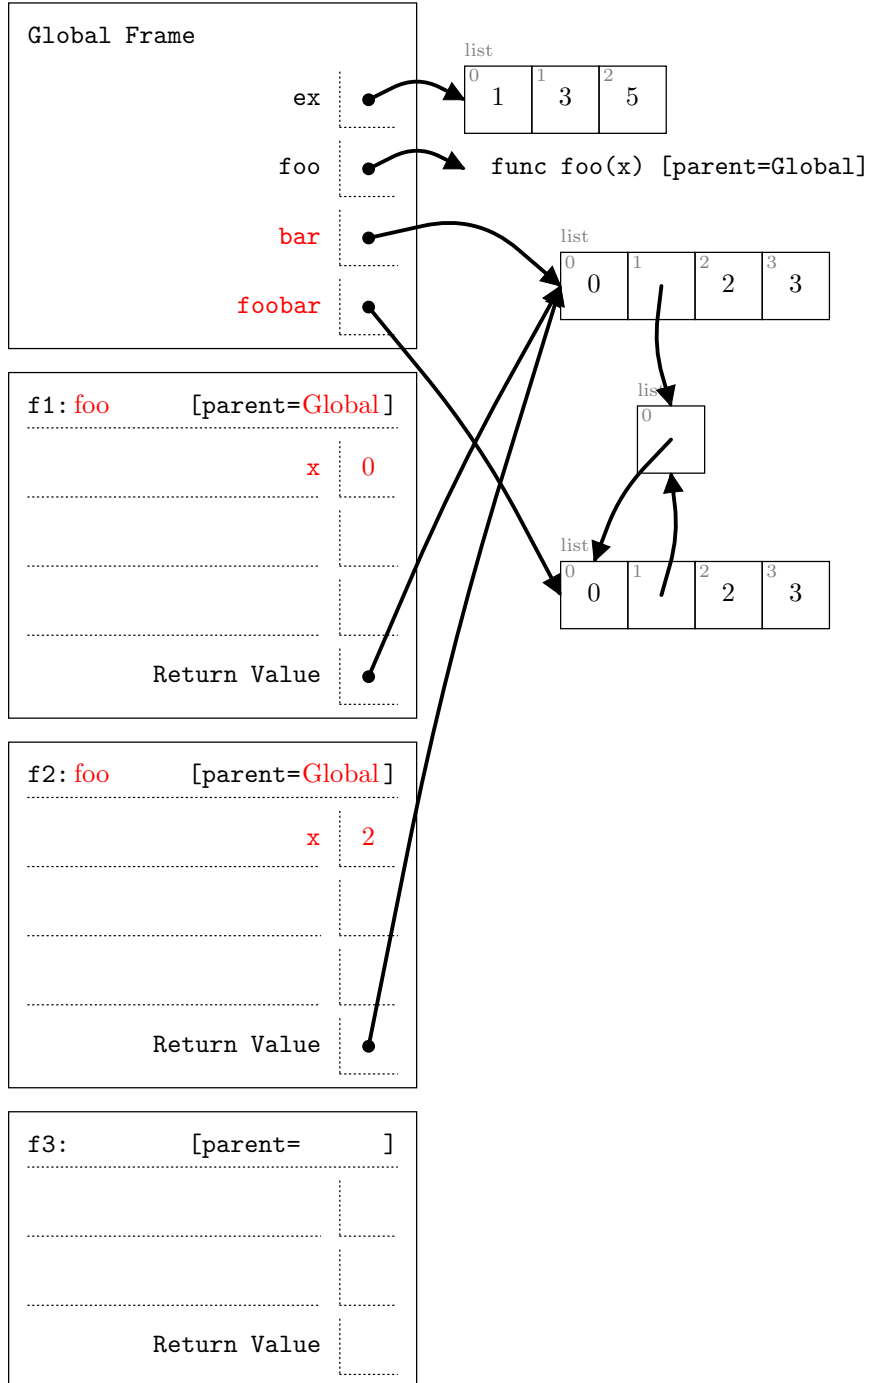 Global Frame
list
ex
0 1 2
1 3 5
foo
func foo(x) [parent=Global]
bar
list
0 1 2 3
0 2 3
foobar
f1: foo [parent=Global]
list
0
x 0
list
0 1 2 3
0 2 3
Return Value
f2: foo [parent=Global]
x 2
Return Value
f3: [parent= ]
Return Value